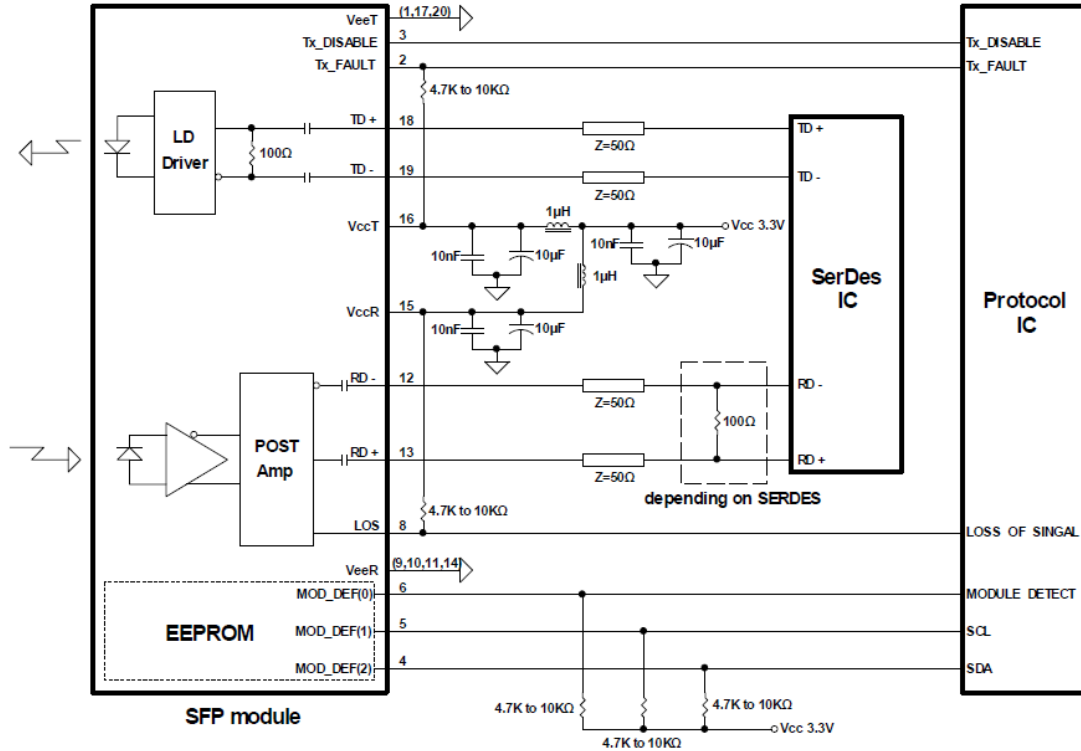 VeeT (1,17,20)
Tx_DISABLE 3 Tx_DISABLE
Tx_FAULT 2 Tx_FAULT
4.7K to 10KΩ
LD
Driver
100Ω
TD + 18 TD +
Z=50Ω
TD - 19 TD -
Z=50Ω
VccT 16
1µH
Vcc 3.3V
10nF 10µF 10nF 10µF
1µH
VccR 15
10nF 10µF
SerDes
IC
Protocol
IC
RD - 12 RD -
Z=50Ω
100Ω
POST
Amp
RD + 13 RD +
Z=50Ω
depending on SERDES
4.7K to 10KΩ
LOS 8 LOSS OF SINGAL
VeeR (9,10,11,14)
EEPROM
MOD_DEF(0) 6 MODULE DETECT
MOD_DEF(1) 5 SCL
MOD_DEF(2) 4 SDA
4.7K to 10KΩ 4.7K to 10KΩ
4.7K to 10KΩ
Vcc 3.3V
SFP module